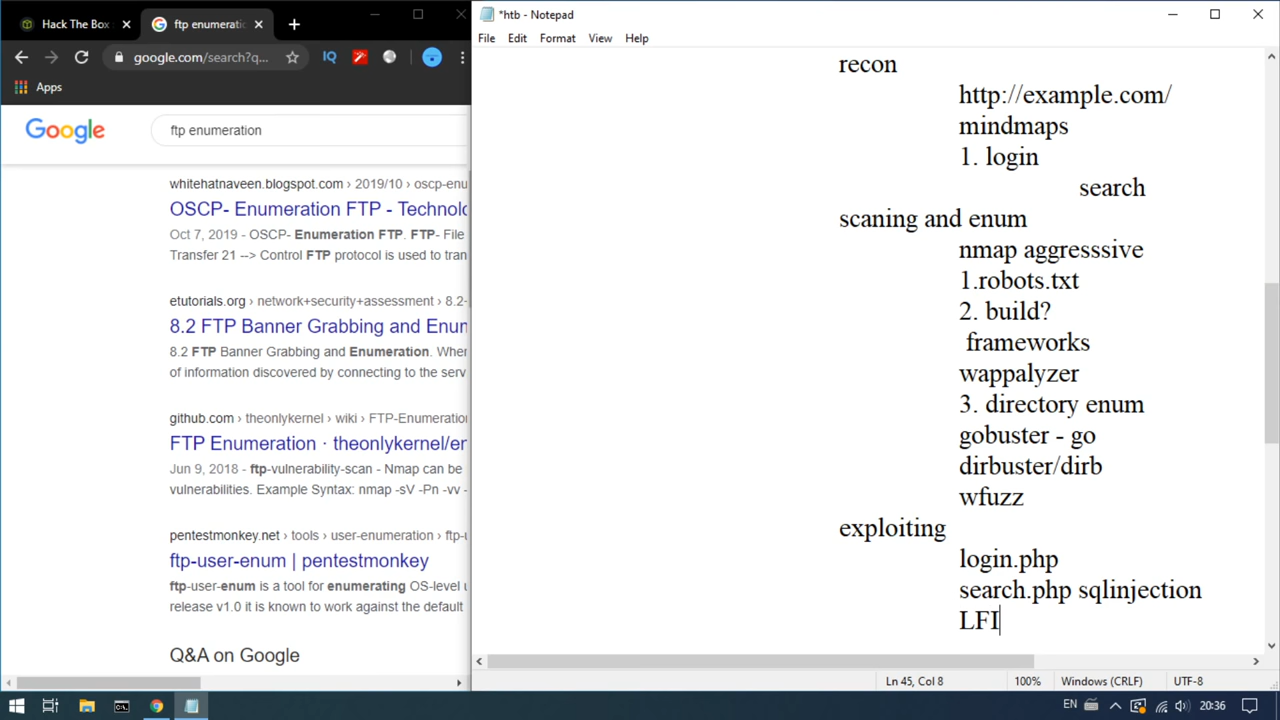 Hack The Box
ftp enumeratic
google.com/search?q...
Apps
Google
ftp enumeration
whitehatnaveen.blogspot.com › 2019/10 › oscp-enu
OSCP- Enumeration FTP - Technolo
Oct 7, 2019 - OSCP- Enumeration FTP. FTP- File
Transfer 21 --> Control FTP protocol is used to tran
etutorials.org › network+security+assessment › 8.2-
8.2 FTP Banner Grabbing and Enum
8.2 FTP Banner Grabbing and Enumeration. When
of information discovered by connecting to the serv
github.com › theonlykernel › wiki › FTP-Enumeration
FTP Enumeration · theonlykernel/en
Jun 9, 2018 - ftp-vulnerability-scan - Nmap can be
vulnerabilities. Example Syntax: nmap -sV -Pn -vv -
pentestmonkey.net › tools › user-enumeration › ftp-u
ftp-user-enum | pentestmonkey
ftp-user-enum is a tool for enumerating OS-level u
release v1.0 it is known to work against the default
Q&A on Google
*htb - Notepad
File Edit Format View Help
recon
http://example.com/
mindmaps
1. login
search
scaning and enum
nmap aggresssive
1.robots.txt
2. build?
frameworks
wappalyzer
3. directory enum
gobuster - go
dirbuster/dirb
wfuzz
exploiting
login.php
search.php sqlinjection
LFI
Ln 45, Col 8 100% Windows (CRLF) UTF-8
EN 20:36